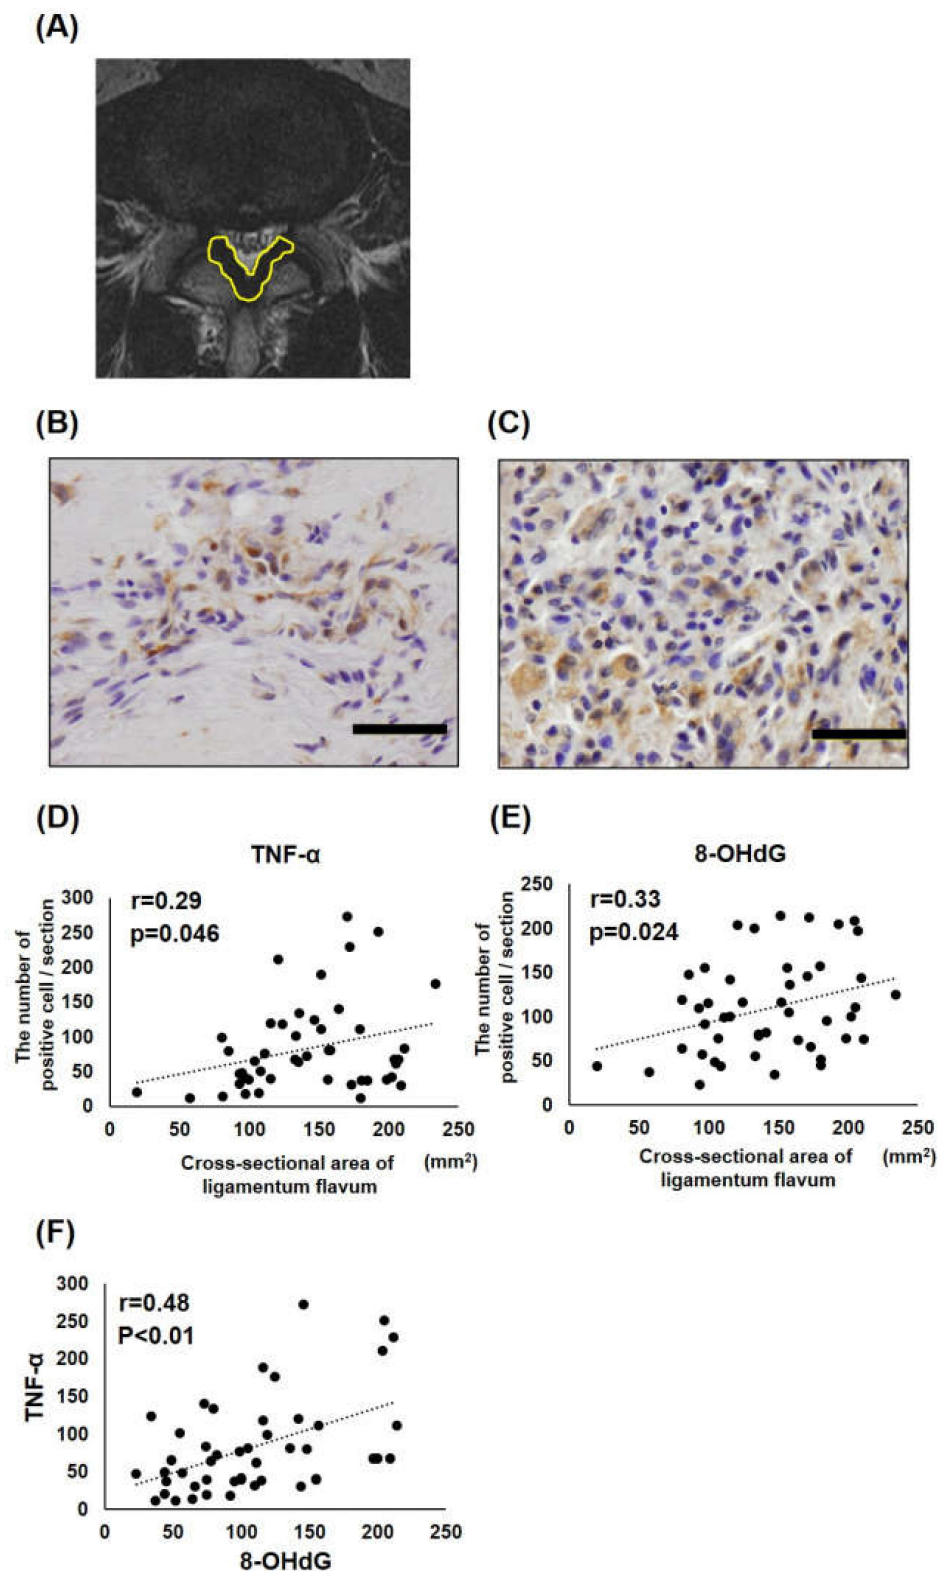 (A)
(B)
(C)
(D)
TNF-α
r=0.29
p=0.046
The number of
positive cell / section
300
250
200
150
100
50
0
0 50 100 150 200 250
Cross-sectional area of (mm²)
ligamentum flavum
(E)
8-OHdG
r=0.33
p=0.024
The number of
positive cell / section
250
200
150
100
50
0
0 50 100 150 200 250
Cross-sectional area of (mm²)
ligamentum flavum
(F)
r=0.48
P<0.01
TNF-α
300
250
200
150
100
50
0
0 50 100 150 200 250
8-OHdG